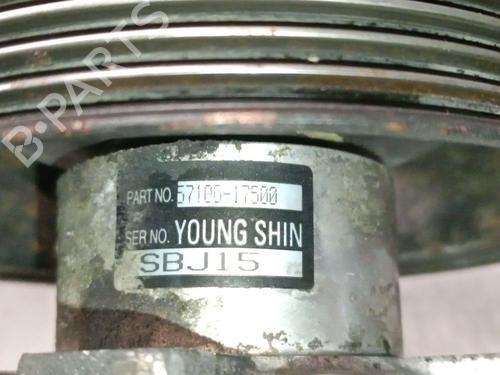 B-PARTS
PART NO. 57100-17500
SER NO. YOUNG SHIN
SBJ15